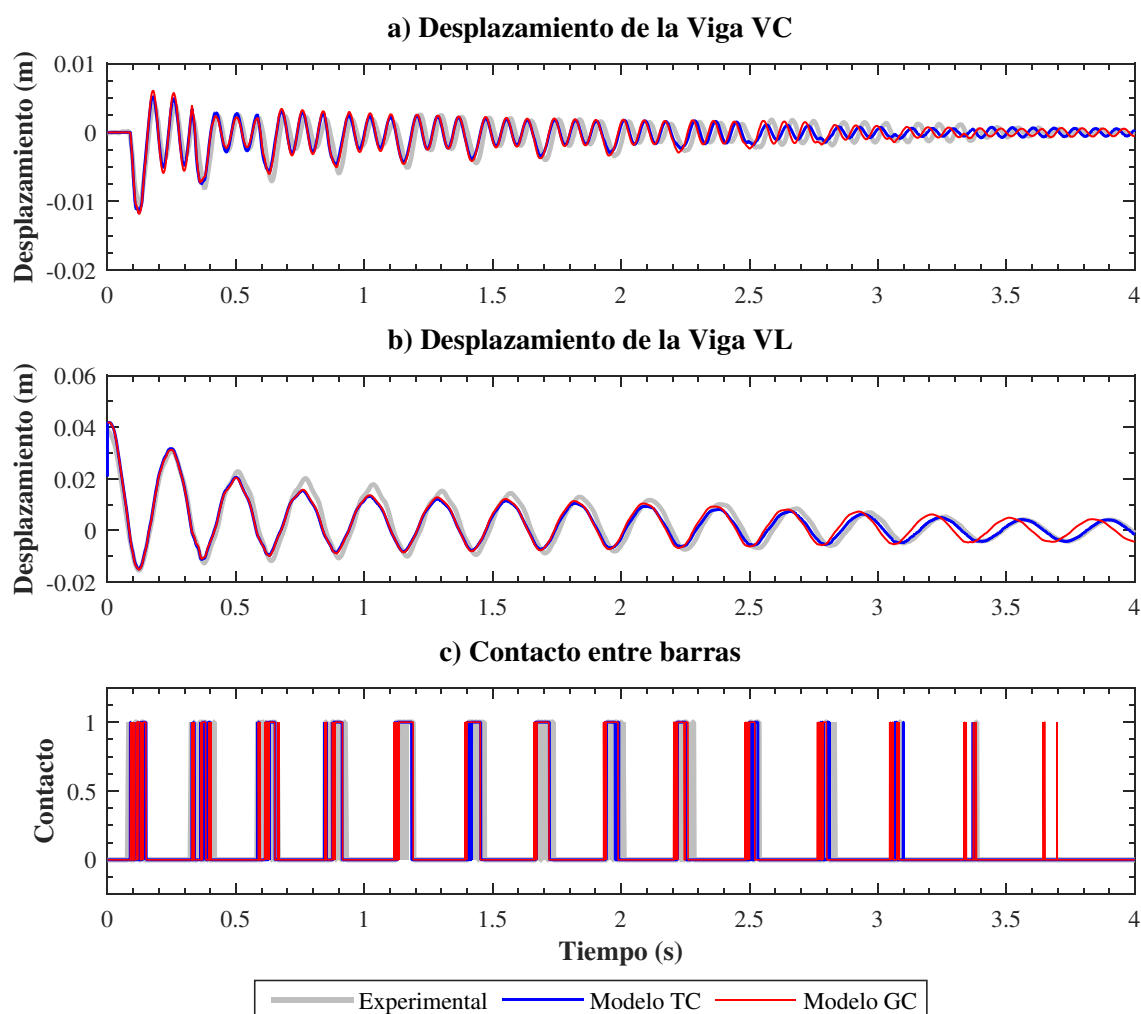 a) Desplazamiento de la Viga VC
Desplazamiento (m)
0.01
0
-0.01
-0.02
0 0.5 1 1.5 2 2.5 3 3.5 4
b) Desplazamiento de la Viga VL
Desplazamiento (m)
0.06
0.04
0.02
0
-0.02
0 0.5 1 1.5 2 2.5 3 3.5 4
c) Contacto entre barras
Contacto
1
0.5
0
0 0.5 1 1.5 2 2.5 3 3.5 4
Tiempo (s)
Experimental Modelo TC Modelo GC